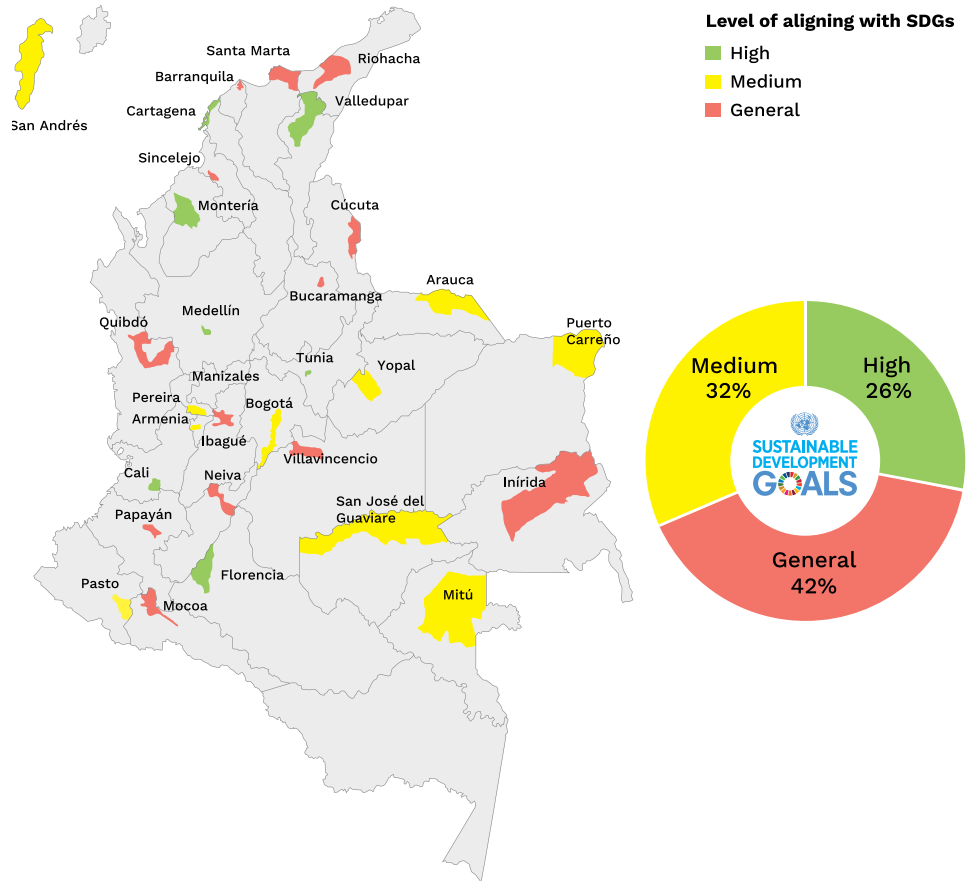 Level of aligning with SDGs
High
Medium
General
Santa Marta
Riohacha
Barranquila
Valledupar
Cartagena
San Andrés
Sincelejo
Montería
Cúcuta
Arauca
Bucaramanga
Medellín
Quibdó
Puerto
Carreño
Tunia
Yopal
Manizales
Pereira
Bogotá
Armenia
Ibagué
Villavincencio
Cali
Neiva
Inírida
San José del
Guaviare
Papayán
Florencia
Pasto
Mocoa
Mitú
Medium
32%
High
26%
SUSTAINABLE
DEVELOPMENT
GOALS
General
42%